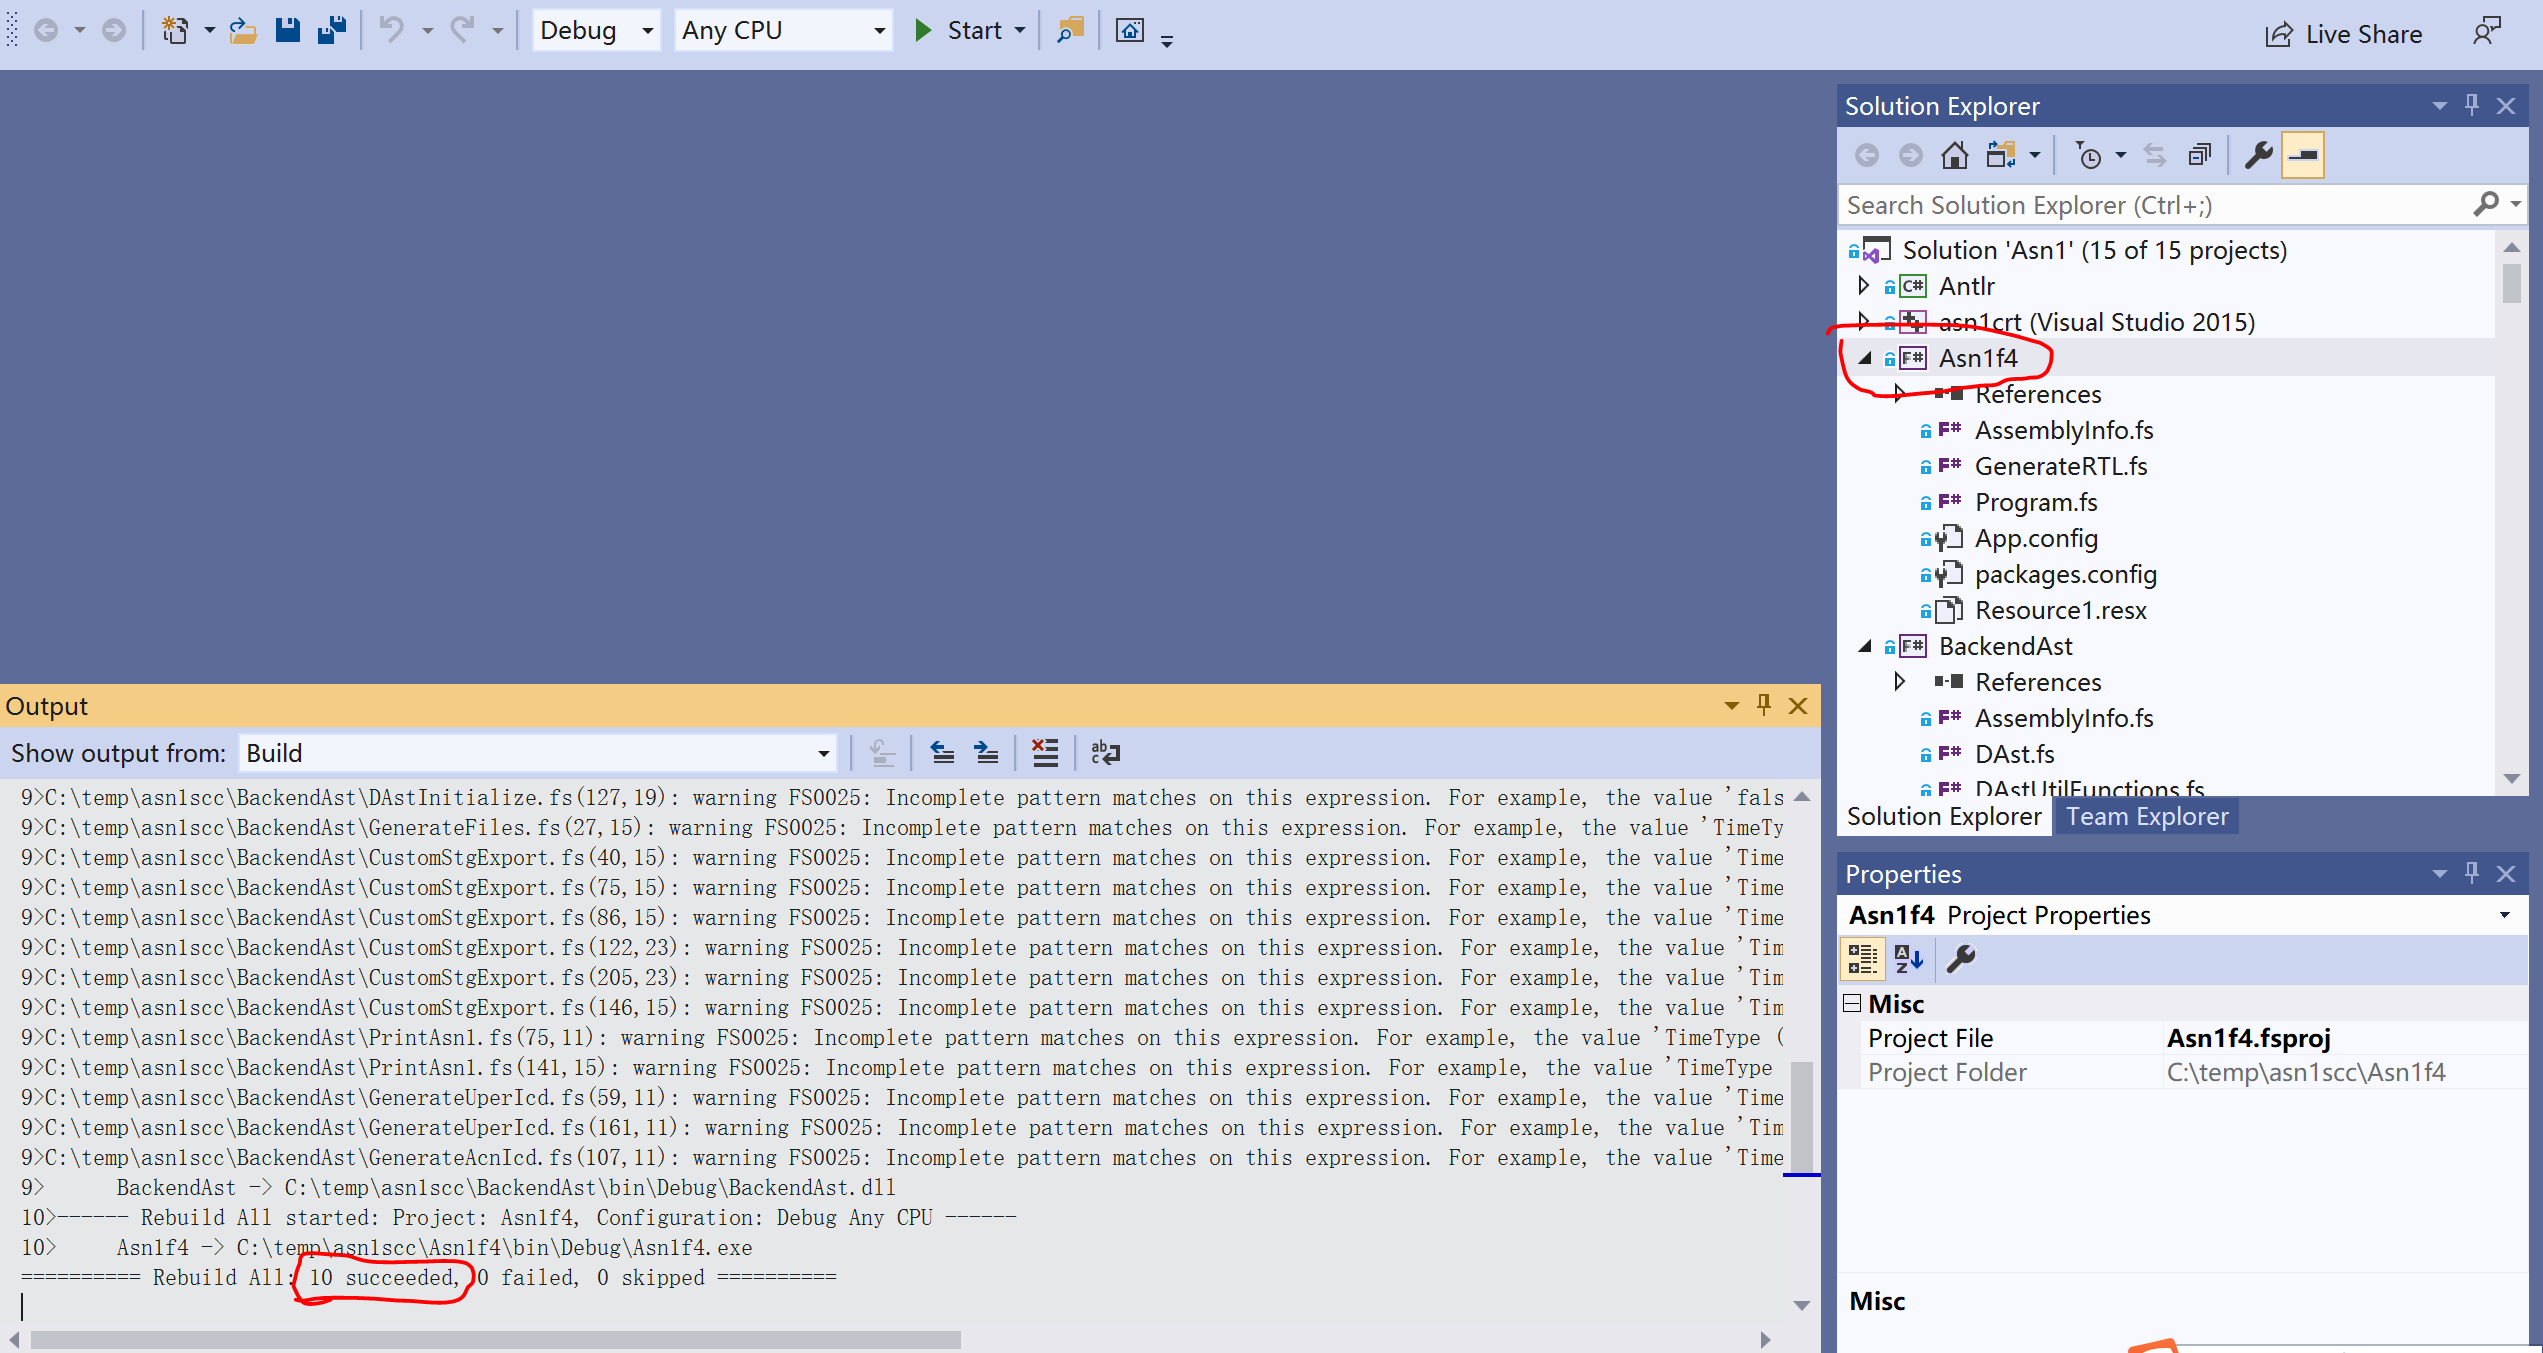 Debug
Any CPU
Start
Live Share
Solution Explorer
Search Solution Explorer (Ctrl+;)
Solution 'Asn1' (15 of 15 projects)
C# Antlr
asn1crt (Visual Studio 2015)
F# Asn1f4
References
F# AssemblyInfo.fs
F# GenerateRTL.fs
F# Program.fs
App.config
packages.config
Resource1.resx
F# BackendAst
References
F# AssemblyInfo.fs
F# DAst.fs
F# DAstUtilFunctions.fs
Solution Explorer
Team Explorer
Output
Show output from:
Build
9>C:\temp\asn1scc\BackendAst\DAstInitialize.fs(127,19): warning FS0025: Incomplete pattern matches on this expression. For example, the value 'fals
9>C:\temp\asn1scc\BackendAst\GenerateFiles.fs(27,15): warning FS0025: Incomplete pattern matches on this expression. For example, the value 'TimeTy
9>C:\temp\asn1scc\BackendAst\CustomStgExport.fs(40,15): warning FS0025: Incomplete pattern matches on this expression. For example, the value 'Time
9>C:\temp\asn1scc\BackendAst\CustomStgExport.fs(75,15): warning FS0025: Incomplete pattern matches on this expression. For example, the value 'Time
9>C:\temp\asn1scc\BackendAst\CustomStgExport.fs(86,15): warning FS0025: Incomplete pattern matches on this expression. For example, the value 'Time
9>C:\temp\asn1scc\BackendAst\CustomStgExport.fs(122,23): warning FS0025: Incomplete pattern matches on this expression. For example, the value 'Tim
9>C:\temp\asn1scc\BackendAst\CustomStgExport.fs(205,23): warning FS0025: Incomplete pattern matches on this expression. For example, the value 'Tim
9>C:\temp\asn1scc\BackendAst\CustomStgExport.fs(146,15): warning FS0025: Incomplete pattern matches on this expression. For example, the value 'Tim
9>C:\temp\asn1scc\BackendAst\PrintAsn1.fs(75,11): warning FS0025: Incomplete pattern matches on this expression. For example, the value 'TimeType (
9>C:\temp\asn1scc\BackendAst\PrintAsn1.fs(141,15): warning FS0025: Incomplete pattern matches on this expression. For example, the value 'TimeType
9>C:\temp\asn1scc\BackendAst\GenerateUperIcd.fs(59,11): warning FS0025: Incomplete pattern matches on this expression. For example, the value 'Time
9>C:\temp\asn1scc\BackendAst\GenerateUperIcd.fs(161,11): warning FS0025: Incomplete pattern matches on this expression. For example, the value 'Tim
9>C:\temp\asn1scc\BackendAst\GenerateAcnIcd.fs(107,11): warning FS0025: Incomplete pattern matches on this expression. For example, the value 'Time
9> BackendAst -> C:\temp\asn1scc\BackendAst\bin\Debug\BackendAst.dll
10>------ Rebuild All started: Project: Asn1f4, Configuration: Debug Any CPU ------
10> Asn1f4 -> C:\temp\asn1scc\Asn1f4\bin\Debug\Asn1f4.exe
========== Rebuild All: 10 succeeded, 0 failed, 0 skipped ==========
Properties
Asn1f4 Project Properties
Misc
Project File Asn1f4.fsproj
Project Folder C:\temp\asn1scc\Asn1f4
Misc